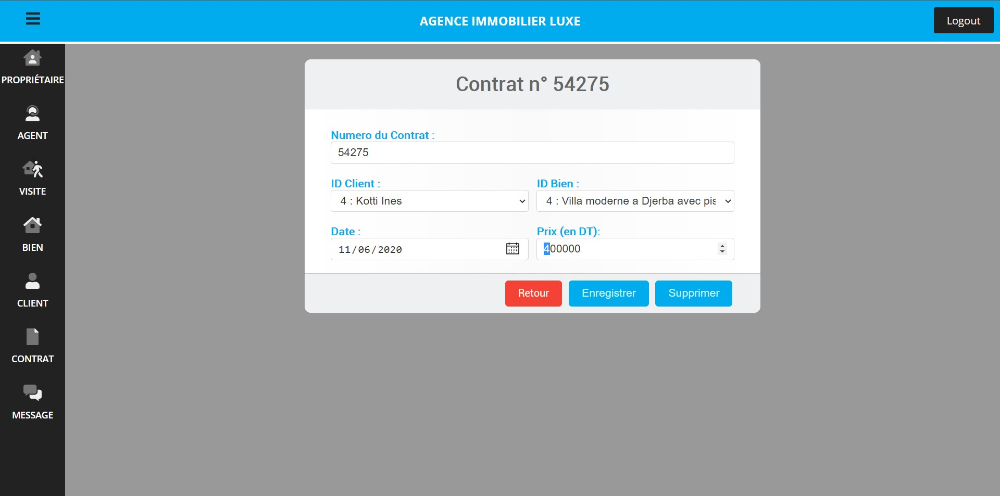 AGENCE IMMOBILIER LUXE
Logout
PROPRIÉTAIRE
AGENT
VISITE
BIEN
CLIENT
CONTRAT
MESSAGE
Contrat n° 54275
Numero du Contrat :
54275
ID Client :
4 : Kotti Ines
ID Bien :
4 : Villa moderne a Djerba avec pis
Date :
11/06/2020
Prix (en DT):
400000
Retour
Enregistrer
Supprimer